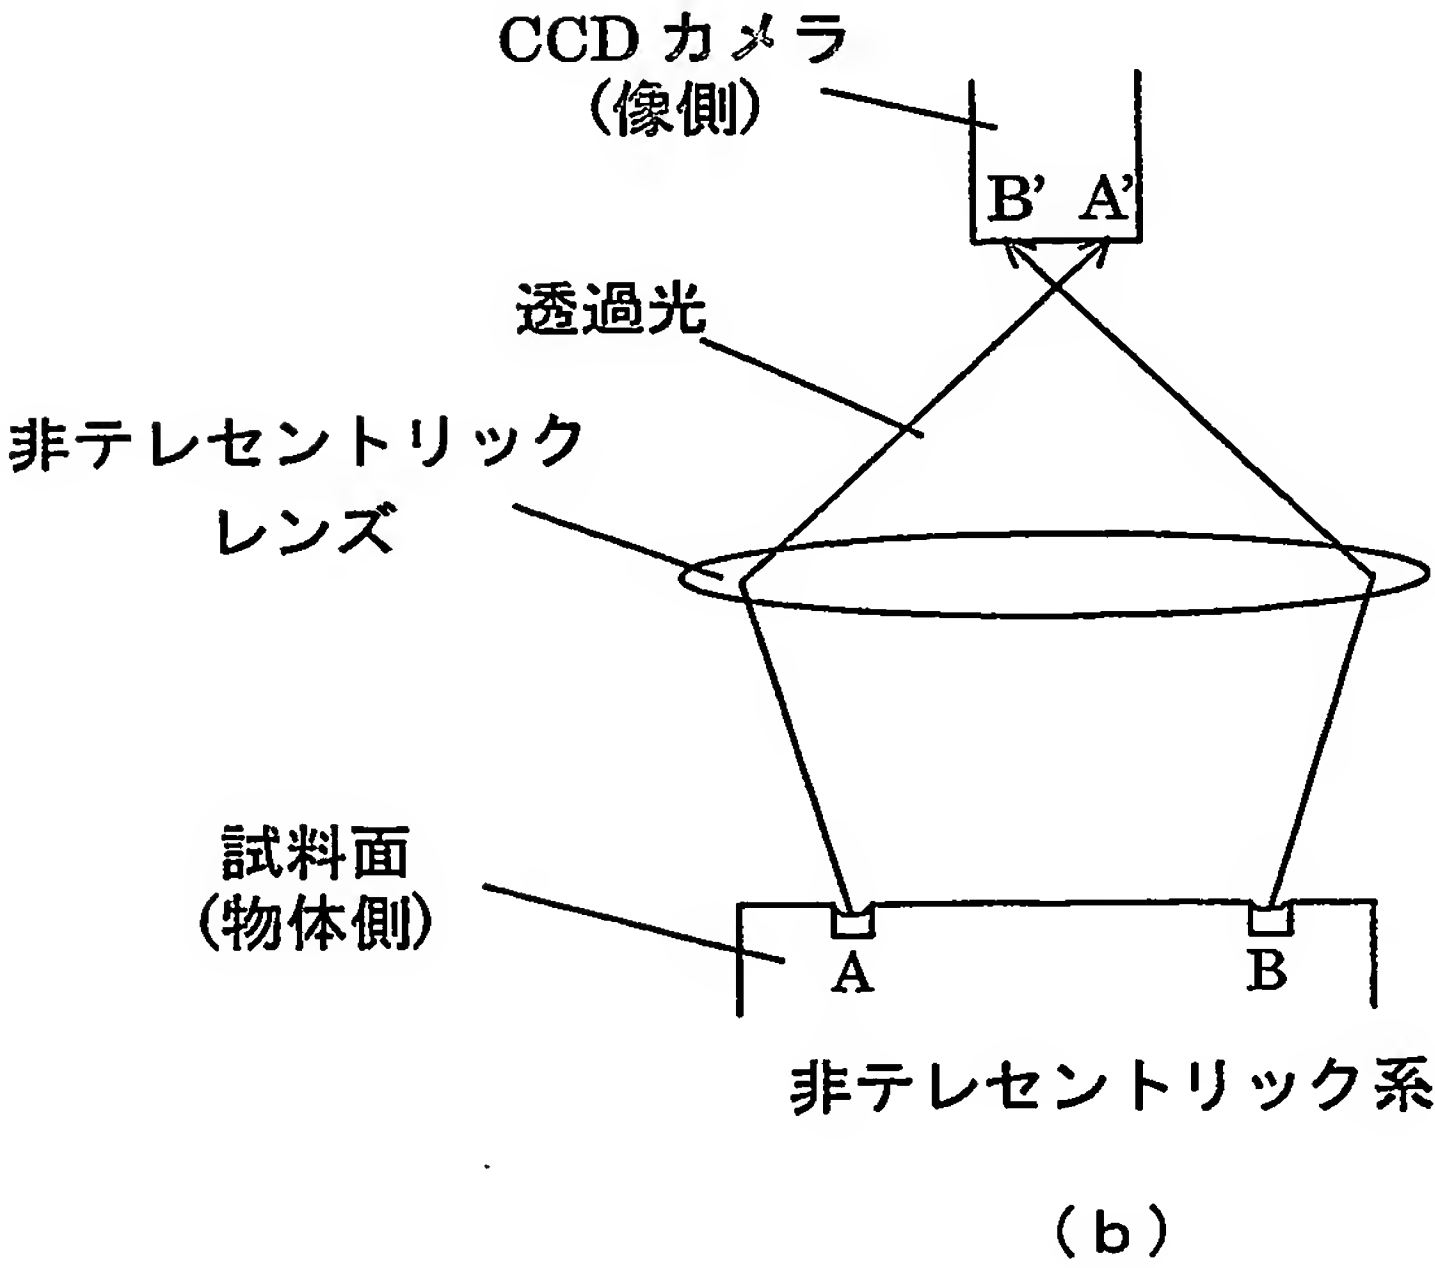 CCD カメラ
(像側)
B' A'
透過光
非テレセントリック
レンズ
試料面
(物体側)
A
B
非テレセントリック系
(b)